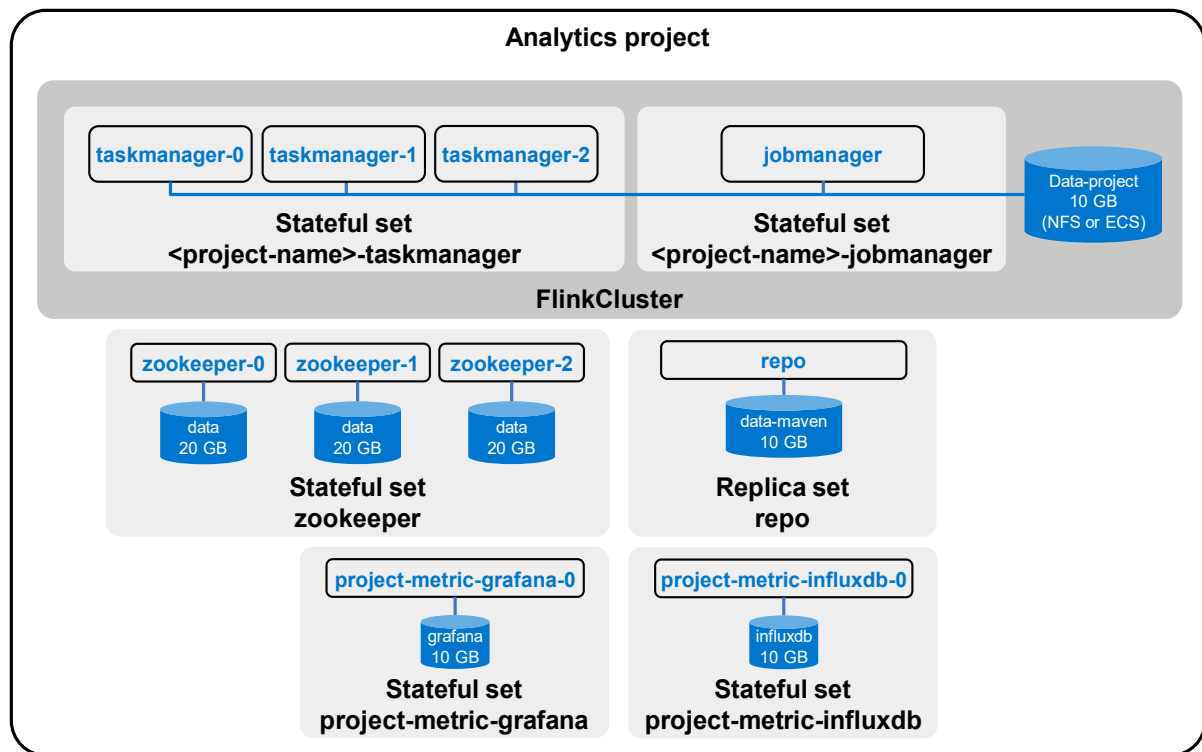 Analytics project
taskmanager-0
taskmanager-1
taskmanager-2
jobmanager
Data-project
10 GB
(NFS or ECS)
Stateful set
<project-name>-taskmanager
Stateful set
<project-name>-jobmanager
FlinkCluster
zookeeper-0
zookeeper-1
zookeeper-2
data
20 GB
data
20 GB
data
20 GB
Stateful set
zookeeper
repo
data-maven
10 GB
Replica set
repo
project-metric-grafana-0
grafana
10 GB
Stateful set
project-metric-grafana
project-metric-influxdb-0
influxdb
10 GB
Stateful set
project-metric-influxdb